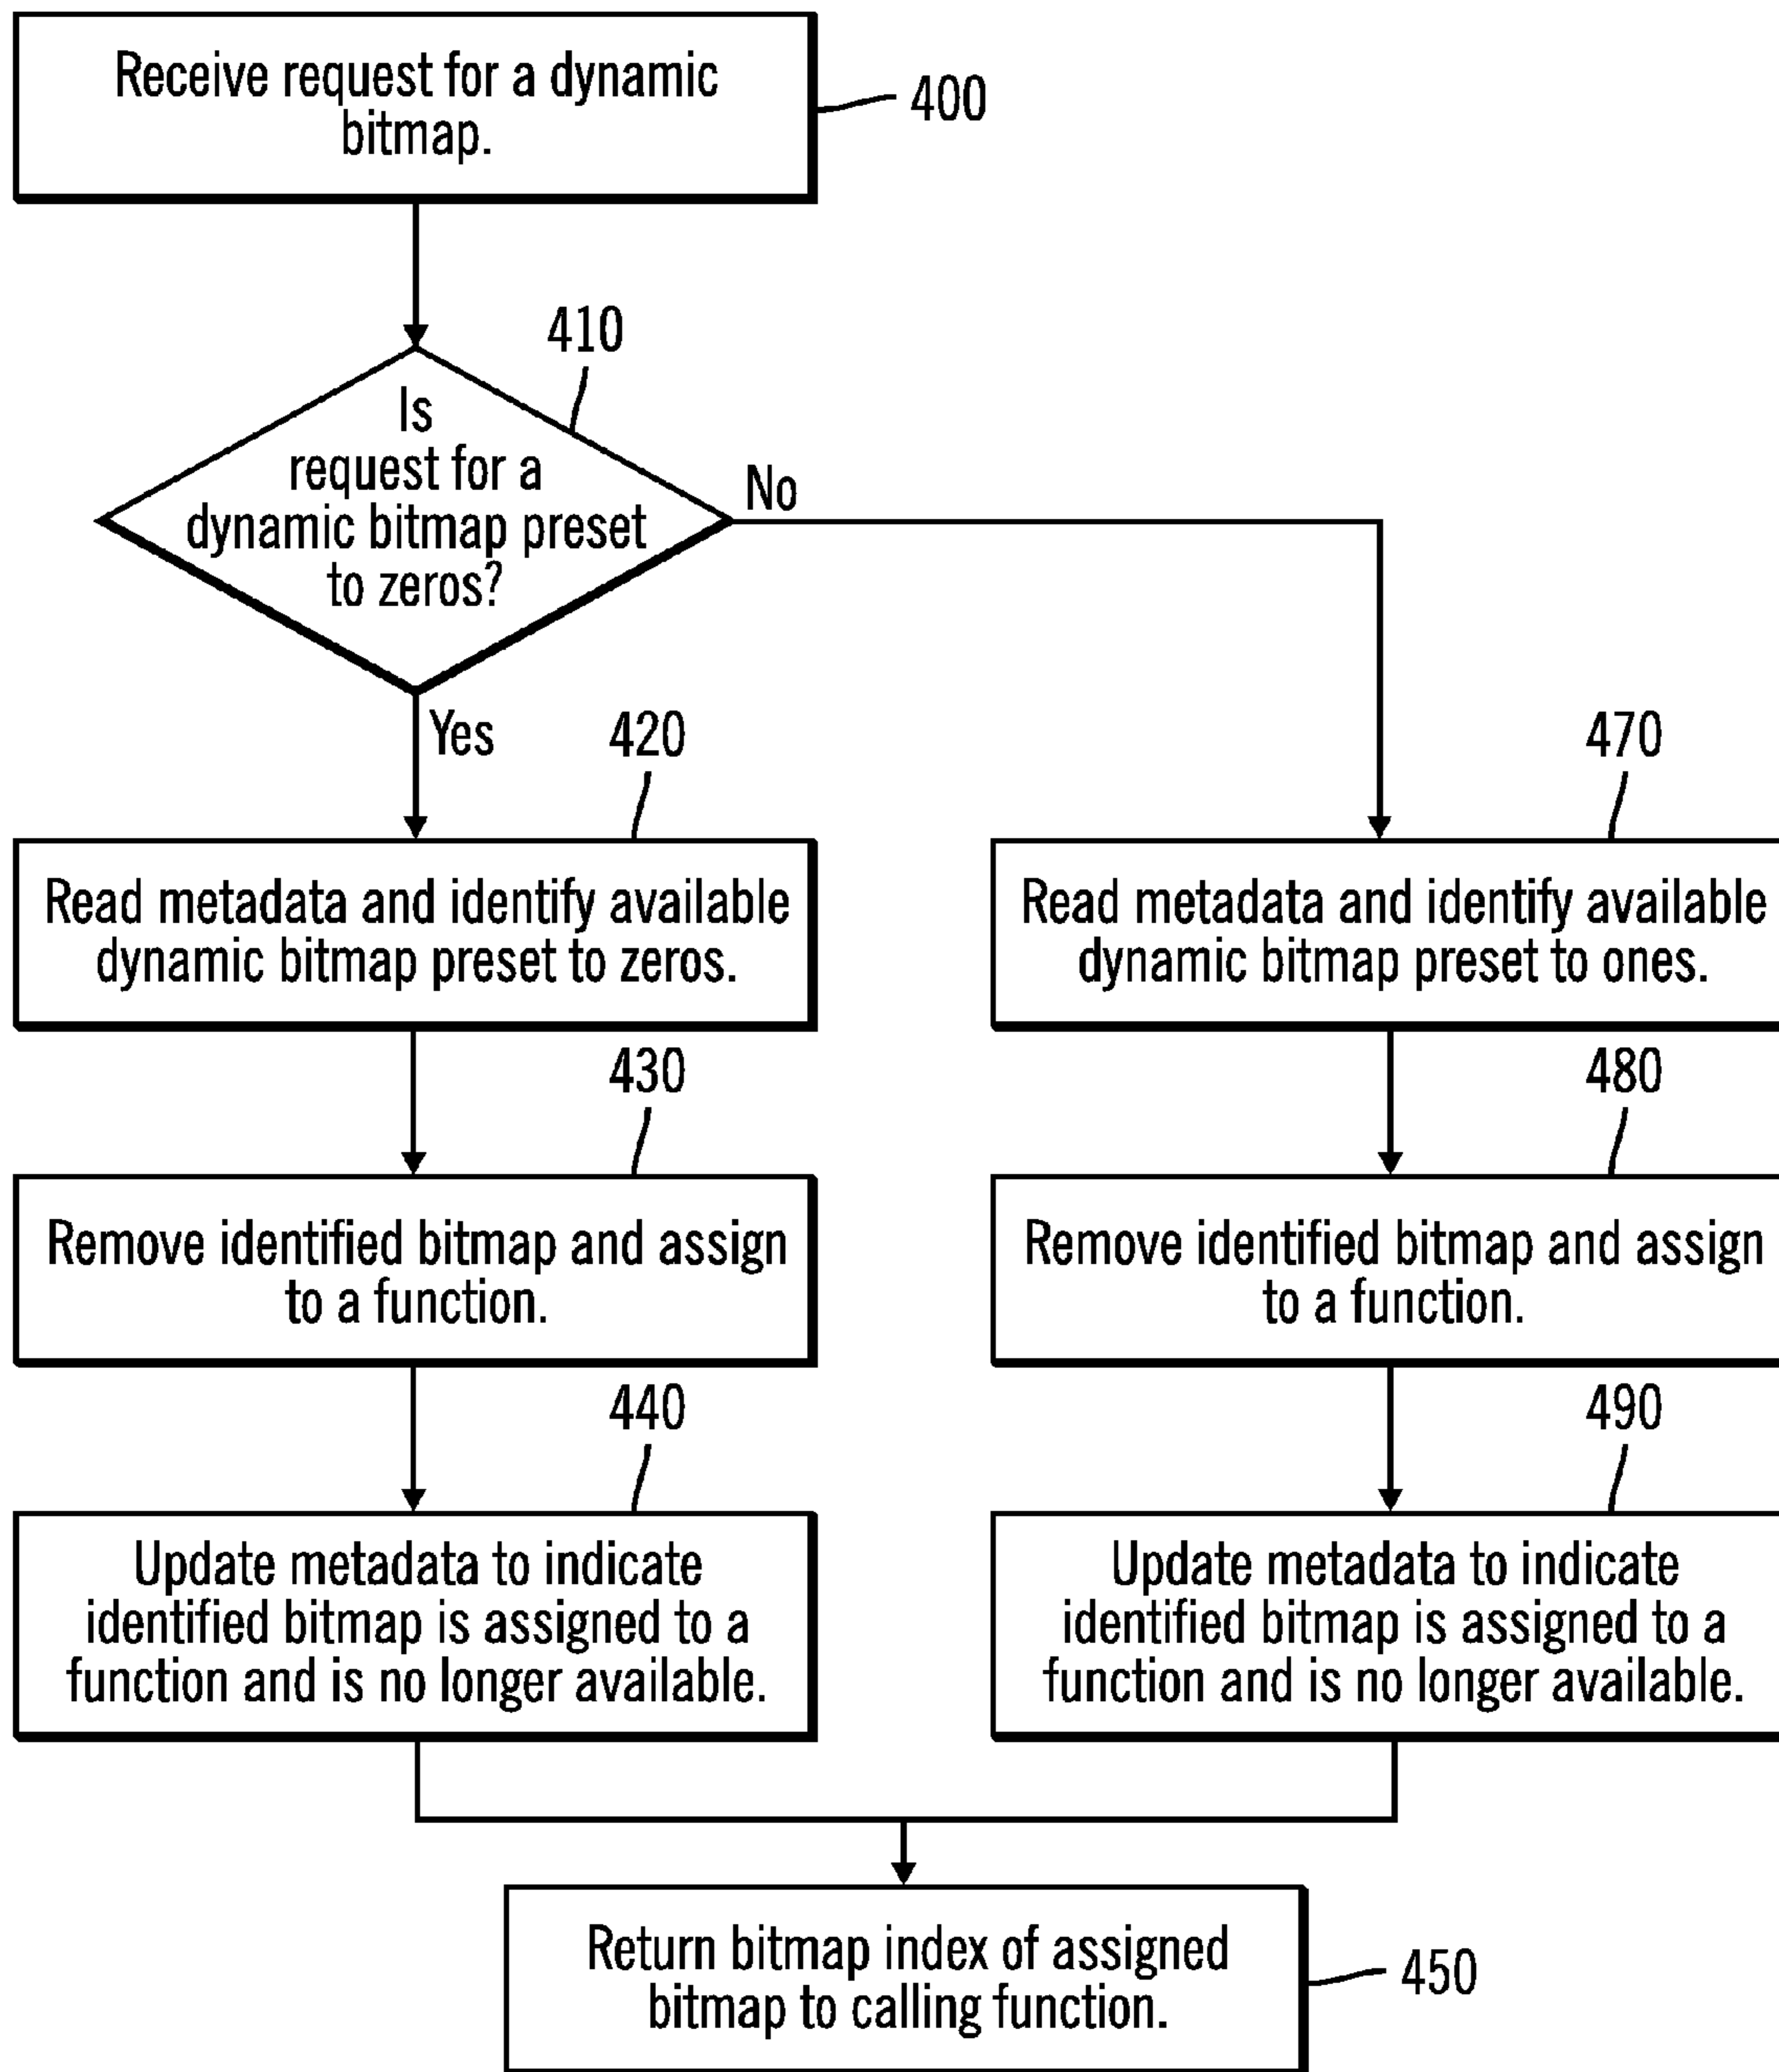 Receive request for a dynamic
bitmap.
400
410
Is
request for a
dynamic bitmap preset
to zeros?
No
Yes
420
470
Read metadata and identify available
dynamic bitmap preset to zeros.
Read metadata and identify available
dynamic bitmap preset to ones.
430
480
Remove identified bitmap and assign
to a function.
Remove identified bitmap and assign
to a function.
440
490
Update metadata to indicate
identified bitmap is assigned to a
function and is no longer available.
Update metadata to indicate
identified bitmap is assigned to a
function and is no longer available.
Return bitmap index of assigned
bitmap to calling function.
450